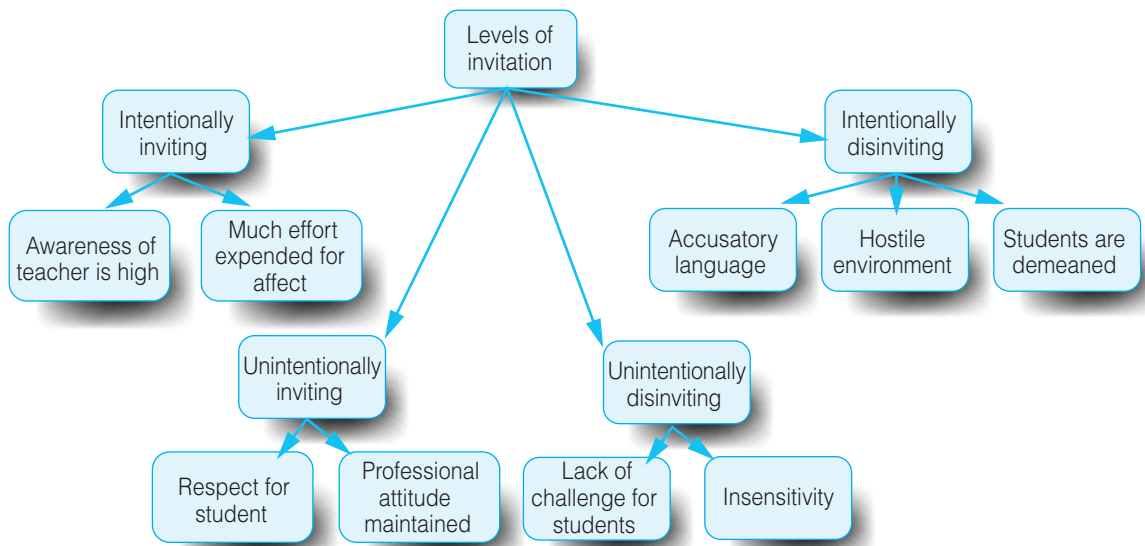 Levels of
invitation
Intentionally
inviting
Intentionally
disinviting
Awareness of
teacher is high
Much effort
expended for
affect
Accusatory
language
Hostile
environment
Students are
demeaned
Unintentionally
inviting
Unintentionally
disinviting
Respect for
student
Professional
attitude
maintained
Lack of
challenge for
students
Insensitivity